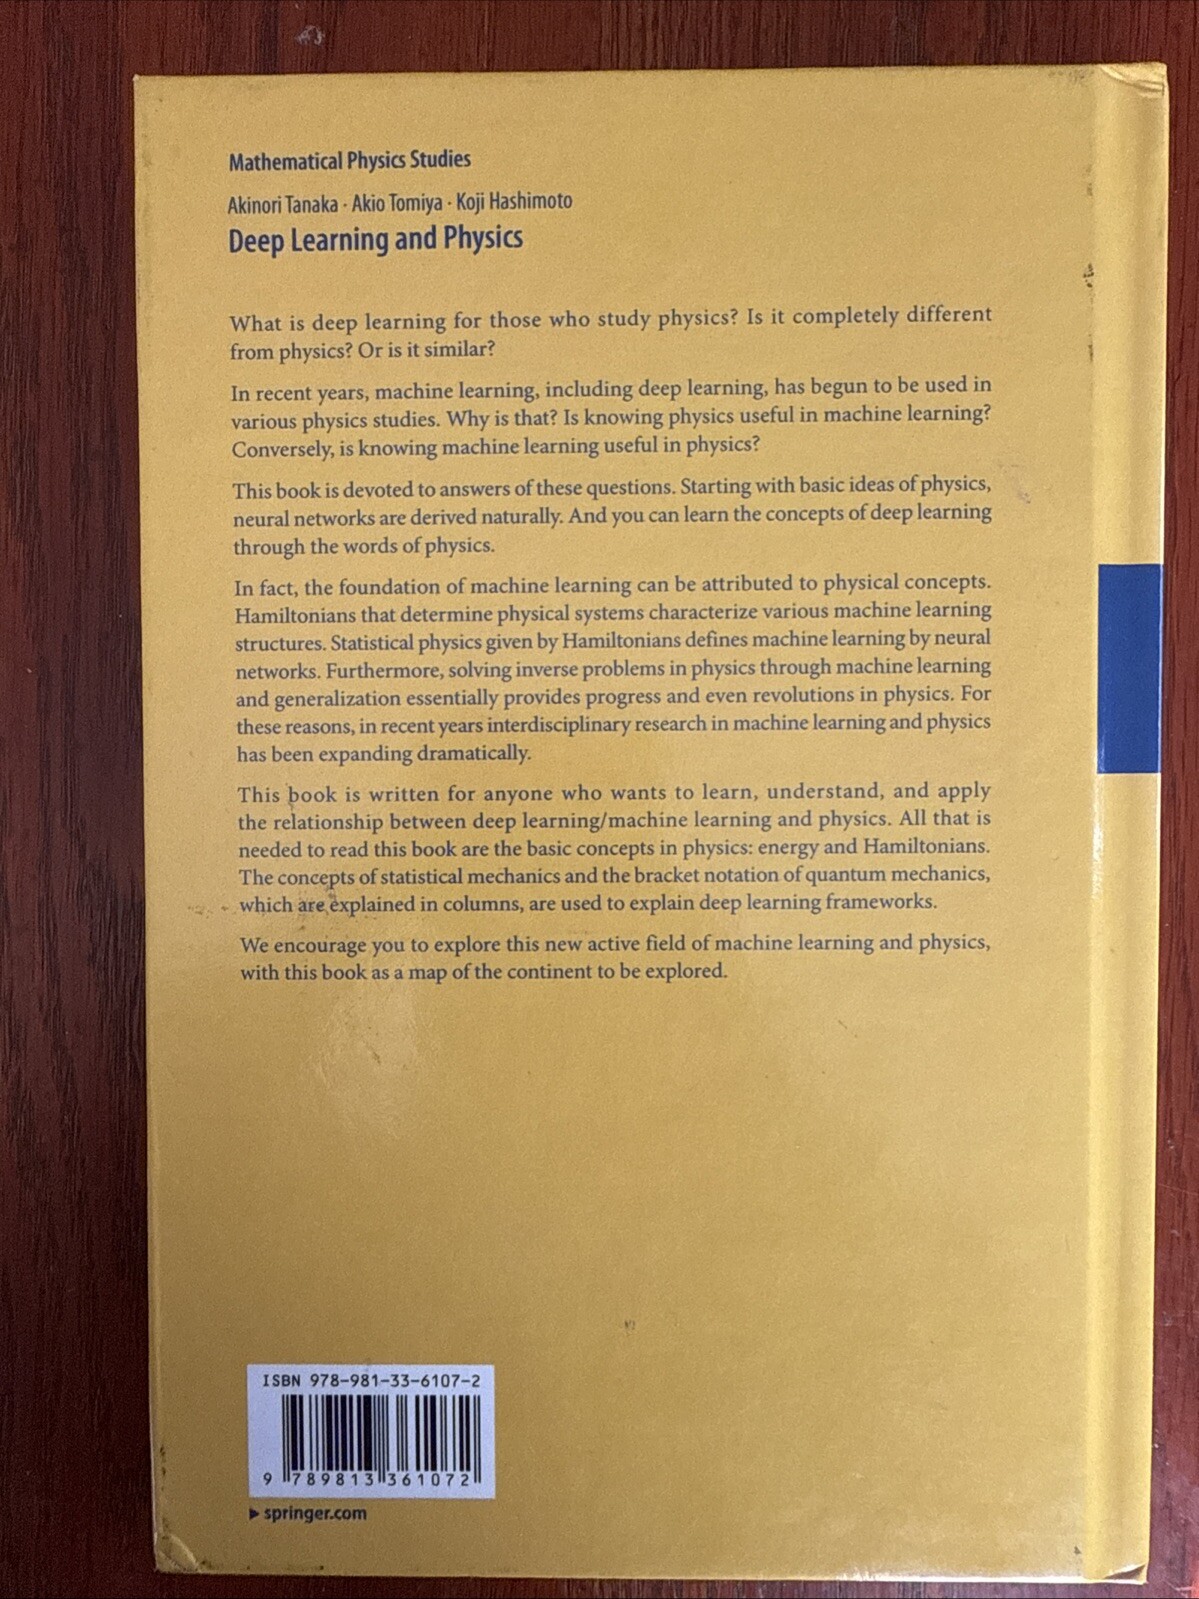 Mathematical Physics Studies
Akinori Tanaka · Akio Tomiya · Koji Hashimoto
Deep Learning and Physics
What is deep learning for those who study physics? Is it completely different
from physics? Or is it similar?
In recent years, machine learning, including deep learning, has begun to be used in
various physics studies. Why is that? Is knowing physics useful in machine learning?
Conversely, is knowing machine learning useful in physics?
This book is devoted to answers of these questions. Starting with basic ideas of physics,
neural networks are derived naturally. And you can learn the concepts of deep learning
through the words of physics.
In fact, the foundation of machine learning can be attributed to physical concepts.
Hamiltonians that determine physical systems characterize various machine learning
structures. Statistical physics given by Hamiltonians defines machine learning by neural
networks. Furthermore, solving inverse problems in physics through machine learning
and generalization essentially provides progress and even revolutions in physics. For
these reasons, in recent years interdisciplinary research in machine learning and physics
has been expanding dramatically.
This book is written for anyone who wants to learn, understand, and apply
the relationship between deep learning/machine learning and physics. All that is
needed to read this book are the basic concepts in physics: energy and Hamiltonians.
The concepts of statistical mechanics and the bracket notation of quantum mechanics,
which are explained in columns, are used to explain deep learning frameworks.
We encourage you to explore this new active field of machine learning and physics,
with this book as a map of the continent to be explored.
ISBN 978-981-33-6107-2
9 789813 361072
▶ springer.com